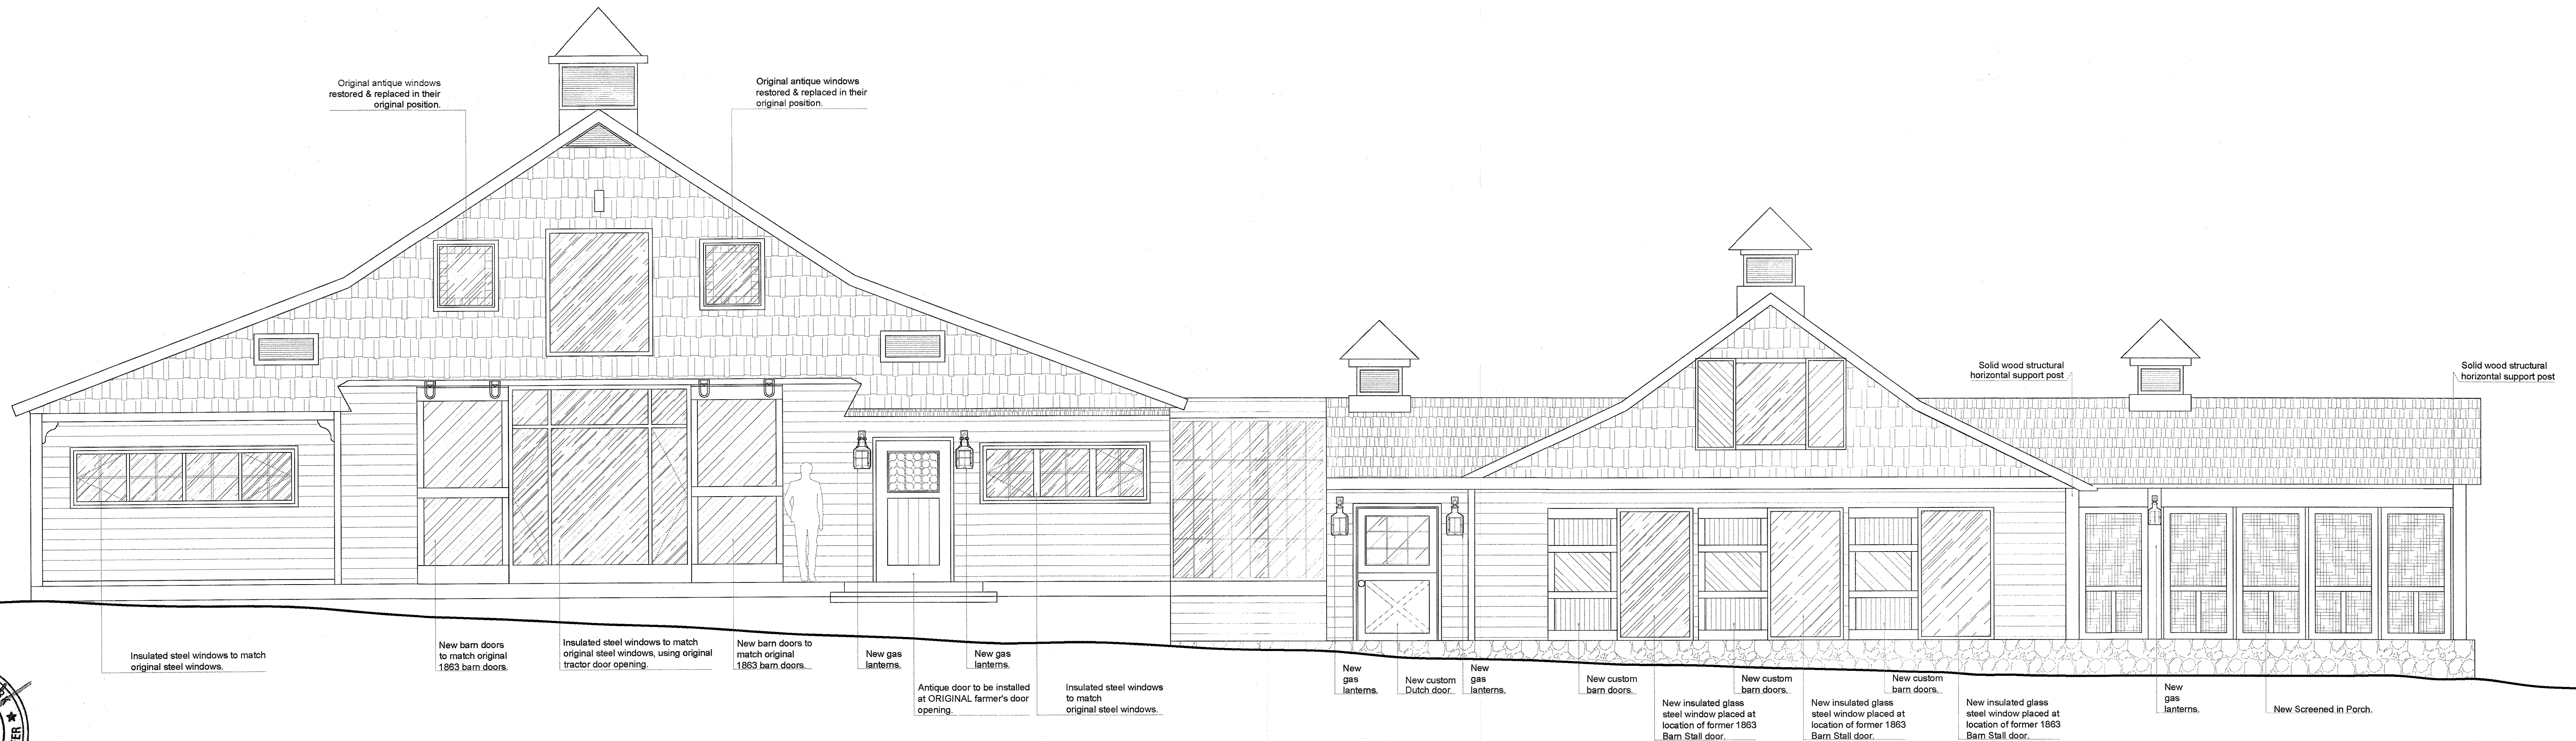 Original antique windows
restored & replaced in their
original position.
Original antique windows
restored & replaced in their
original position.
Solid wood structural
horizontal support post
Solid wood structural
horizontal support post
Insulated steel windows to match
original steel windows.
New barn doors
to match original
1863 barn doors.
Insulated steel windows to match
original steel windows, using original
tractor door opening.
New barn doors to
match original
1863 barn doors.
New gas
lanterns.
Antique door to be installed
at ORIGINAL farmer's door
opening.
New gas
lanterns.
Insulated steel windows
to match
original steel windows.
New
gas
lanterns.
New custom
Dutch door
New
gas
lanterns.
New custom
barn doors.
New insulated glass
steel window placed at
location of former 1863
Barn Stall door.
New custom
barn doors.
New insulated glass
steel window placed at
location of former 1863
Barn Stall door.
New custom
barn doors.
New insulated glass
steel window placed at
location of former 1863
Barn Stall door.
New
gas
lanterns.
New Screened in Porch.